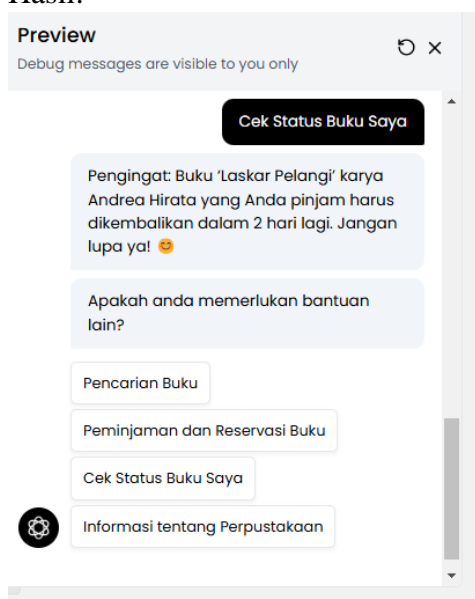 Hasil:
Preview
Debug messages are visible to you only
Cek Status Buku Saya
Pengingat: Buku ‘Laskar Pelangi’ karya
Andrea Hirata yang Anda pinjam harus
dikembalikan dalam 2 hari lagi. Jangan
lupa ya! 😊
Apakah anda memerlukan bantuan
lain?
Pencarian Buku
Peminjaman dan Reservasi Buku
Cek Status Buku Saya
Informasi tentang Perpustakaan